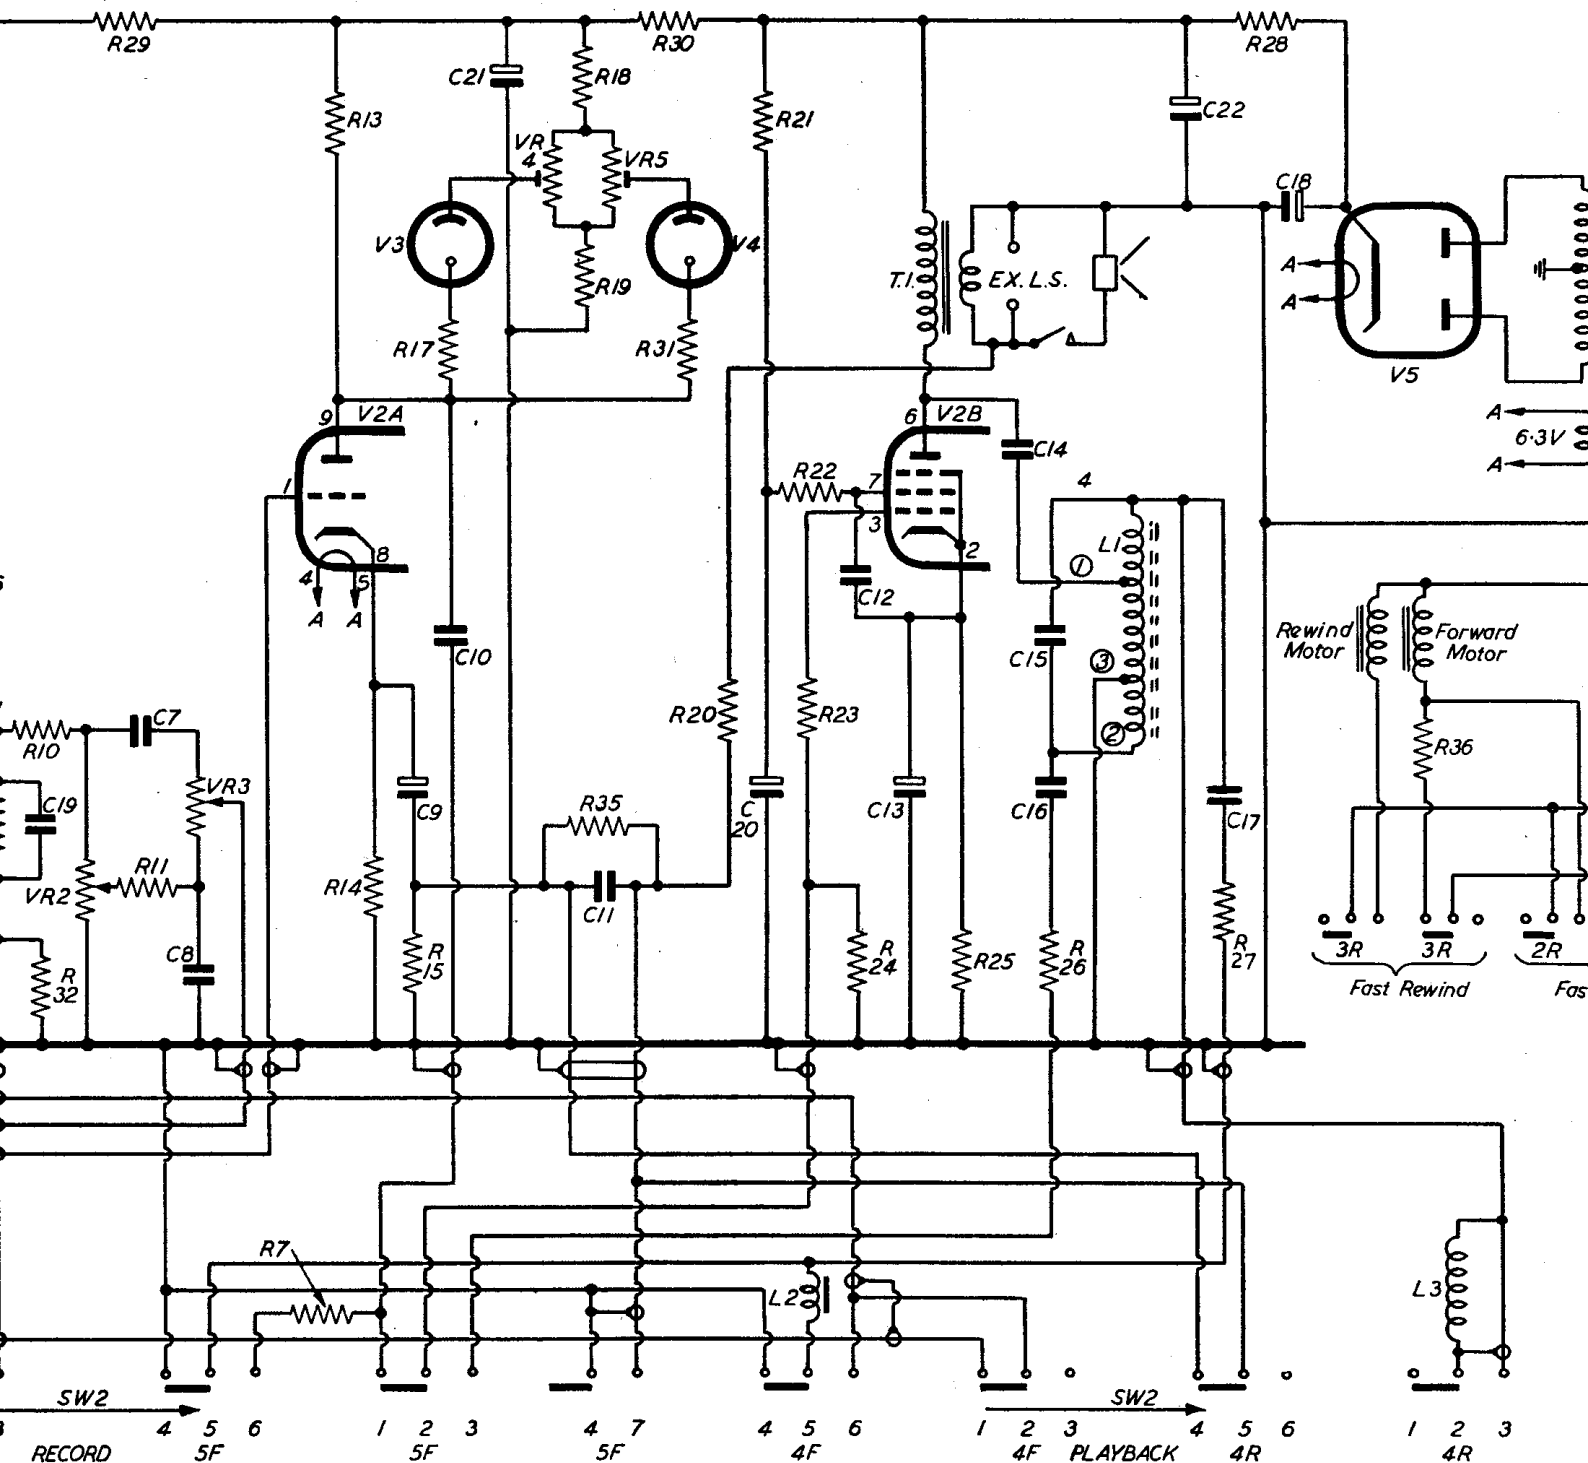 R29
R30
R28
C21
R18
R13
R21
C22
VR
4
VR5
C18
V3
V4
R19
T.1.
EX.L.S.
A
A
R17
R31
V5
9
V2A
6
V2B
A
6·3V
A
C14
R22
7
4
1
3
L1
8
2
4
5
①
C12
A
A
Rewind
Motor
Forward
Motor
C10
C15
③
C7
R20
R23
②
R10
R36
VR3
C19
C9
R35
C
20
C13
C16
C17
R11
VR2
R14
C11
C8
R
15
R
24
R25
R
26
R
27
3R
3R
2R
R
32
Fast Rewind
Fas
R7
L2
L3
SW2
SW2
4 5 6 1 2 3 4 7 4 5 6 1 2 3 4 5 6 1 2 3
RECORD 5F 5F 5F 4F 4F PLAYBACK 4R 4R